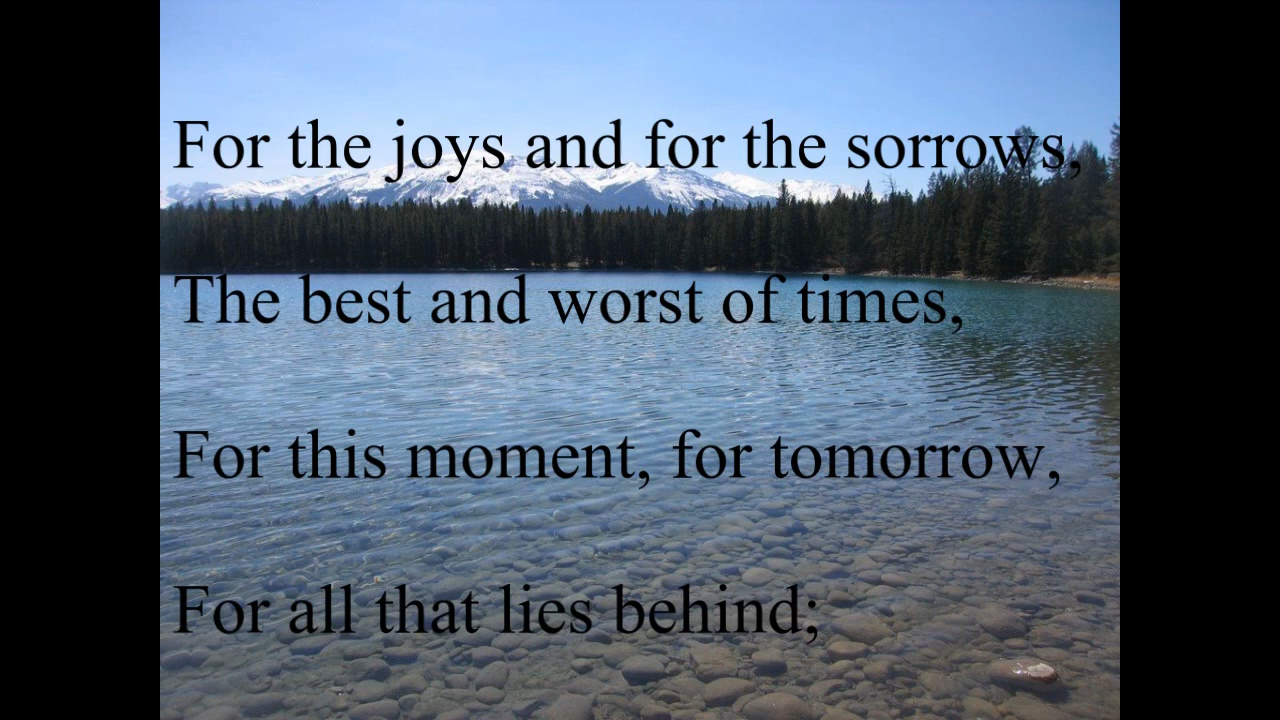 For the joys and for the sorrows,
The best and worst of times,
For this moment, for tomorrow,
For all that lies behind;